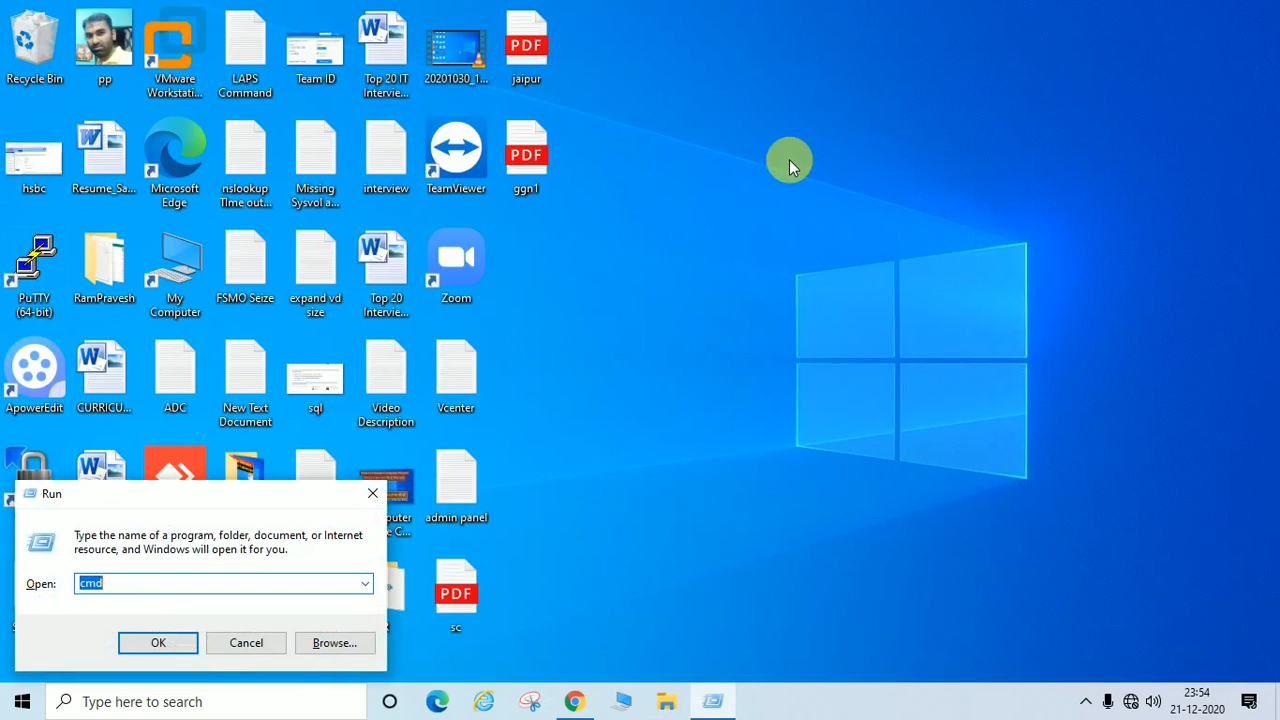 Recycle Bin
pp
VMware
Workstati...
LAPS
Command
Team ID
Top 20 IT
Intervie...
20201030_1...
PDF
jaipur
hsbc
Resume_Sa...
Microsoft
Edge
nslookup
TIme out...
Missing
Sysvol a...
interview
TeamViewer
PDF
ggn1
PuTTY
(64-bit)
RamPravesh
My
Computer
FSMO Seize
expand vd
size
Top 20
Intervie...
Zoom
ApowerEdit
CURRICU...
ADC
New Text
Document
sql
Video
Description
Vcenter
admin panel
PDF
sc
Run
Type the name of a program, folder, document, or Internet
resource, and Windows will open it for you.
Open:
cmd
OK
Cancel
Browse...
Type here to search
23:54
21-12-2020